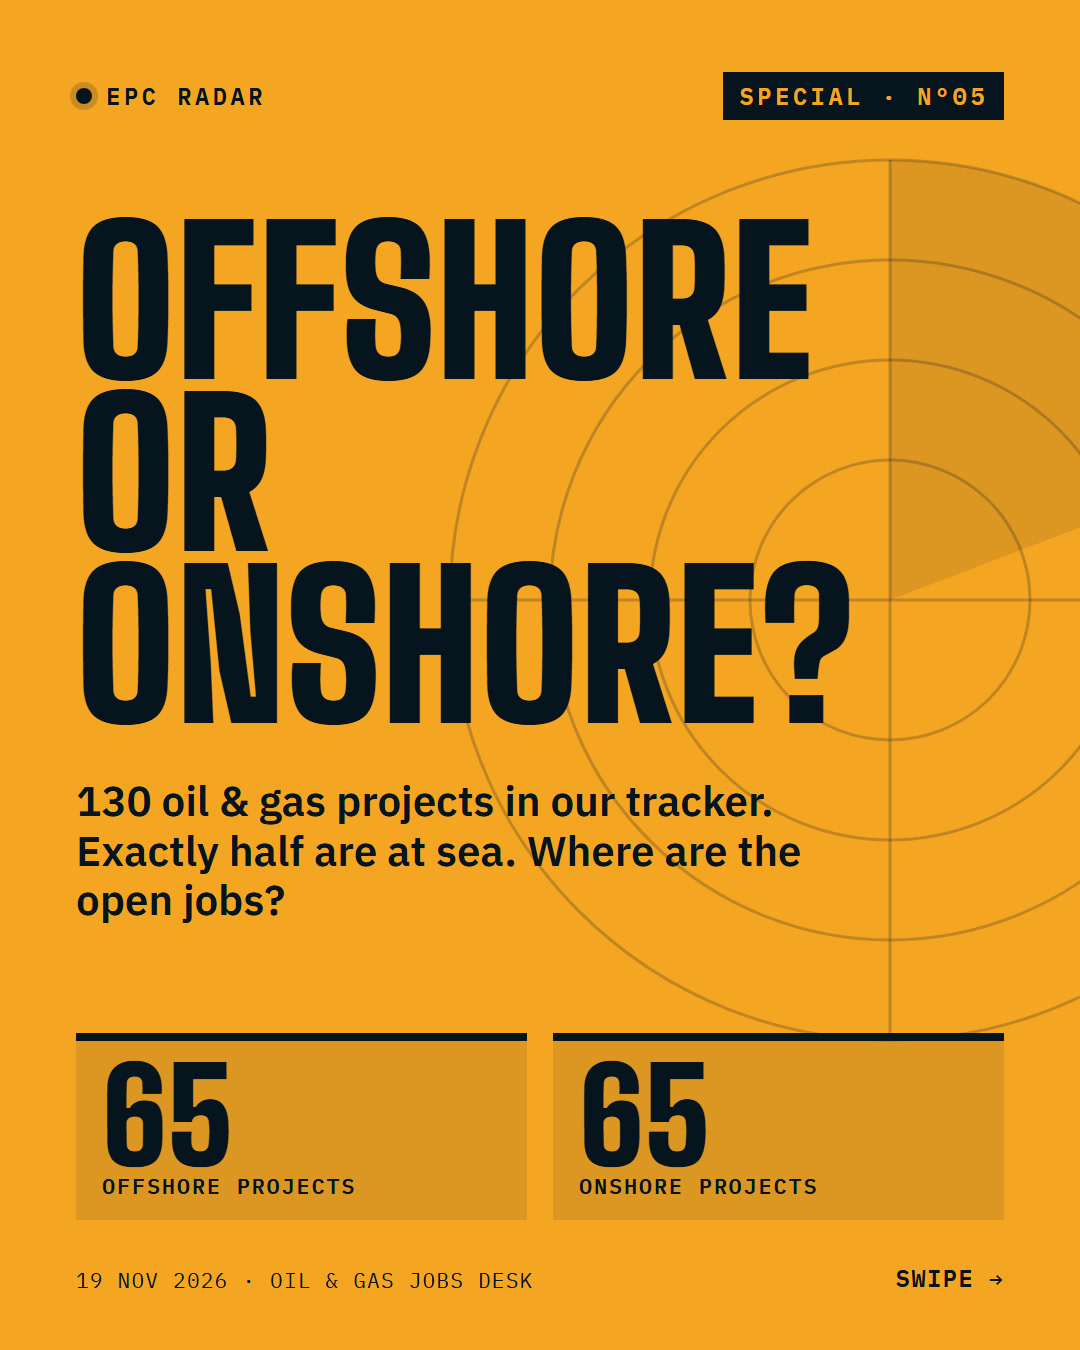 EPC RADAR
SPECIAL · Nº05
OFFSHORE
OR
ONSHORE?
130 oil & gas projects in our tracker.
Exactly half are at sea. Where are the
open jobs?
65
OFFSHORE PROJECTS
65
ONSHORE PROJECTS
19 NOV 2026 · OIL & GAS JOBS DESK
SWIPE →